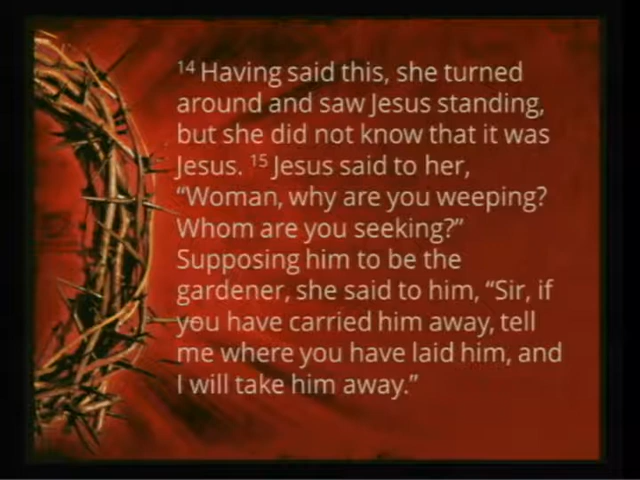 14 Having said this, she turned
around and saw Jesus standing,
but she did not know that it was
Jesus. 15 Jesus said to her,
“Woman, why are you weeping?
Whom are you seeking?”
Supposing him to be the
gardener, she said to him, “Sir, if
you have carried him away, tell
me where you have laid him, and
I will take him away.”